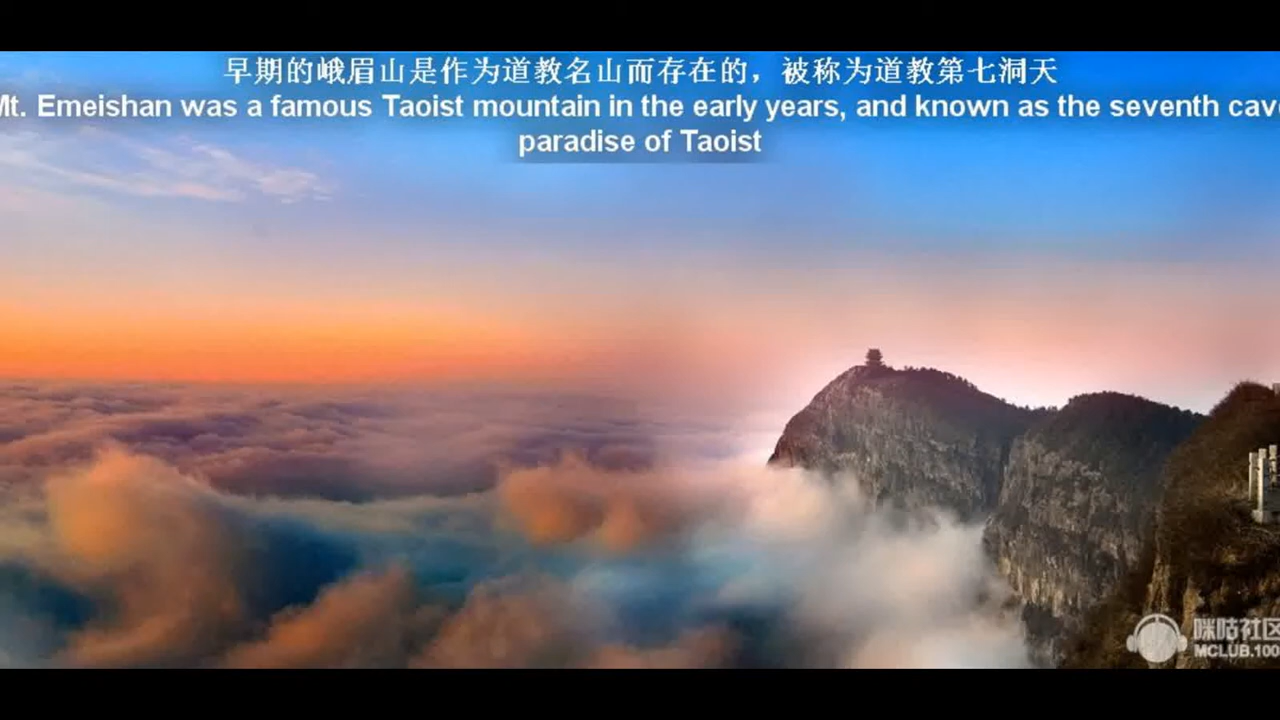 早期的峨眉山是作为道教名山而存在的，被称为道教第七洞天
Mt. Emeishan was a famous Taoist mountain in the early years, and known as the seventh cave
paradise of Taoist
咪咕社区
MCLUB.100